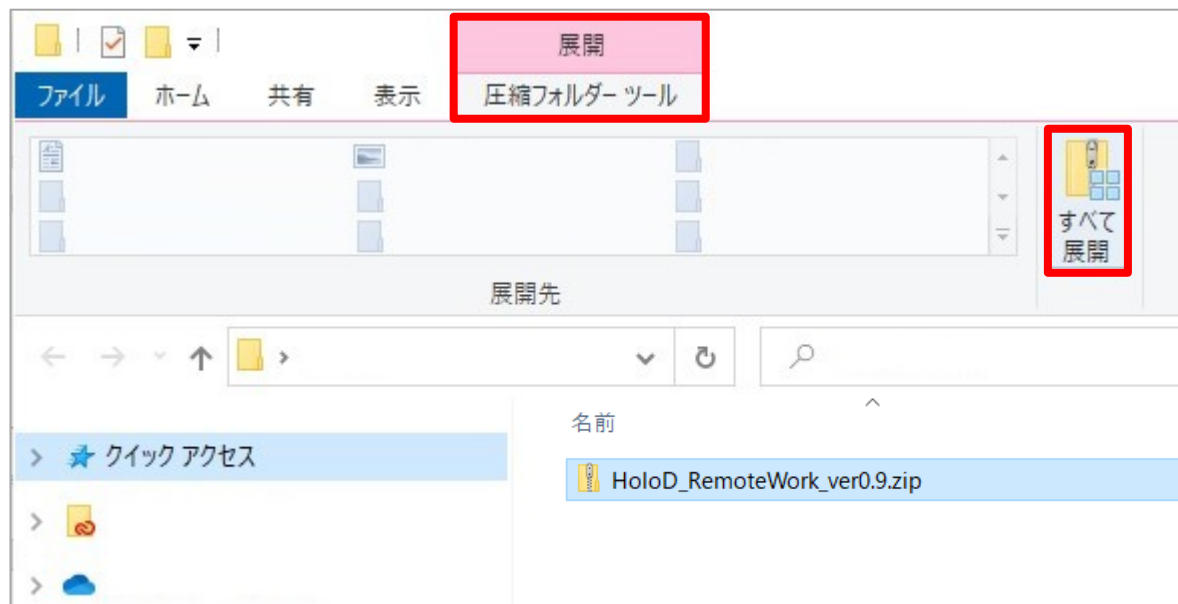 展開
ファイル ホーム 共有 表示 圧縮フォルダー ツール
すべて
展開
展開先
名前
クイック アクセス
HoloD_RemoteWork_ver0.9.zip